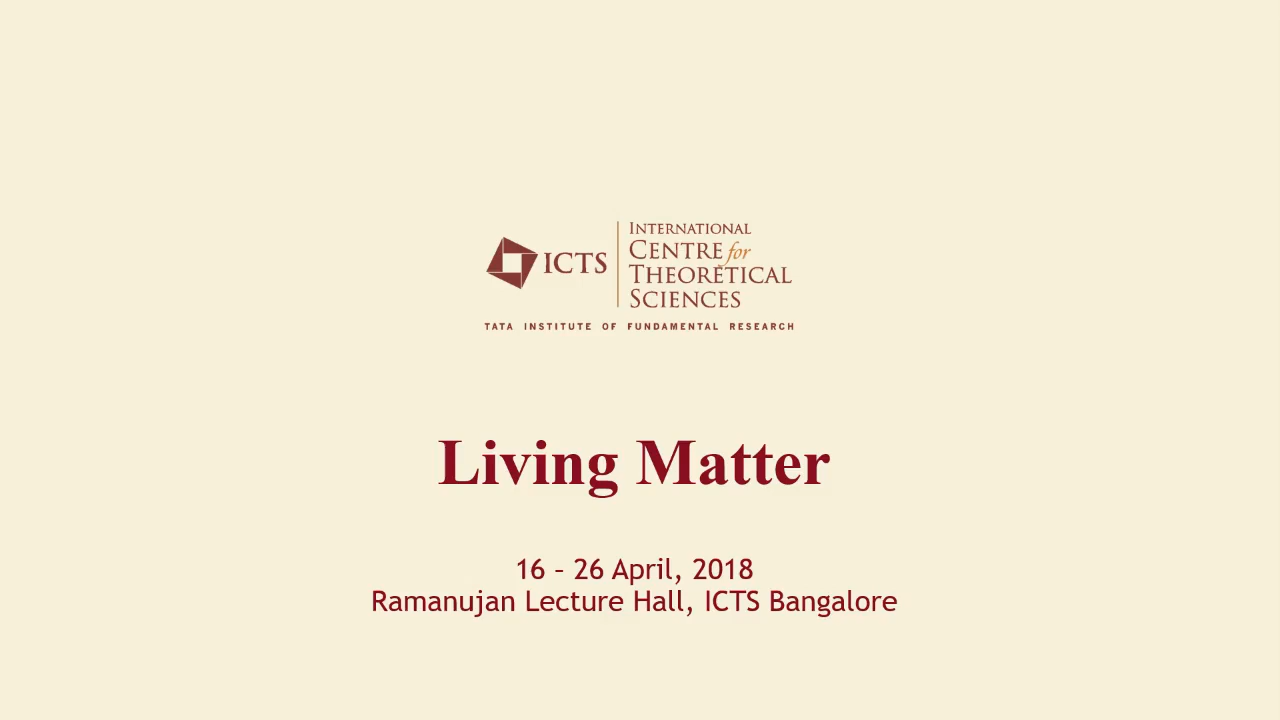 ICTS
INTERNATIONAL
CENTRE for
THEORETICAL
SCIENCES
TATA INSTITUTE OF FUNDAMENTAL RESEARCH
Living Matter
16 – 26 April, 2018
Ramanujan Lecture Hall, ICTS Bangalore